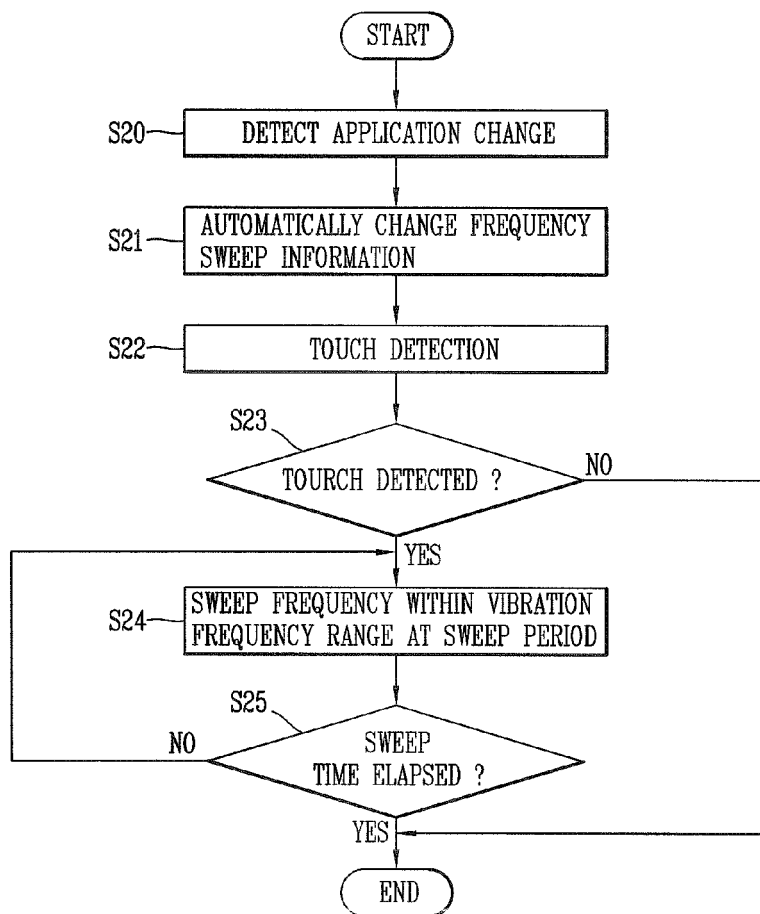 START
S20
DETECT APPLICATION CHANGE
S21
AUTOMATICALLY CHANGE FREQUENCY
SWEEP INFORMATION
S22
TOUCH DETECTION
S23
TOURCH DETECTED ?
NO
YES
S24
SWEEP FREQUENCY WITHIN VIBRATION
FREQUENCY RANGE AT SWEEP PERIOD
S25
NO
SWEEP
TIME ELAPSED ?
YES
END